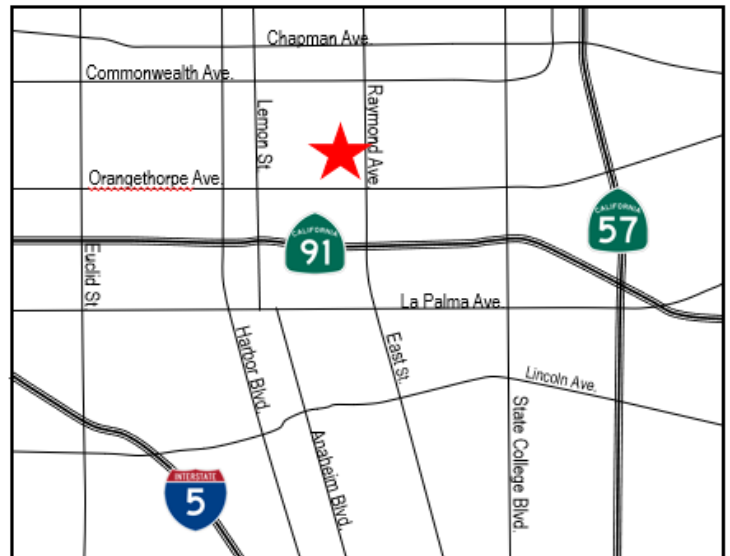 Chapman Ave.
Commonwealth Ave.
Lemon St.
Raymond Ave
Orangethorpe Ave.
CALIFORNIA
57
CALIFORNIA
91
Euclid St.
La Palma Ave.
Harbor Blvd.
East St.
Lincoln Ave.
State College Blvd.
Anaheim Blvd.
INTERSTATE
5